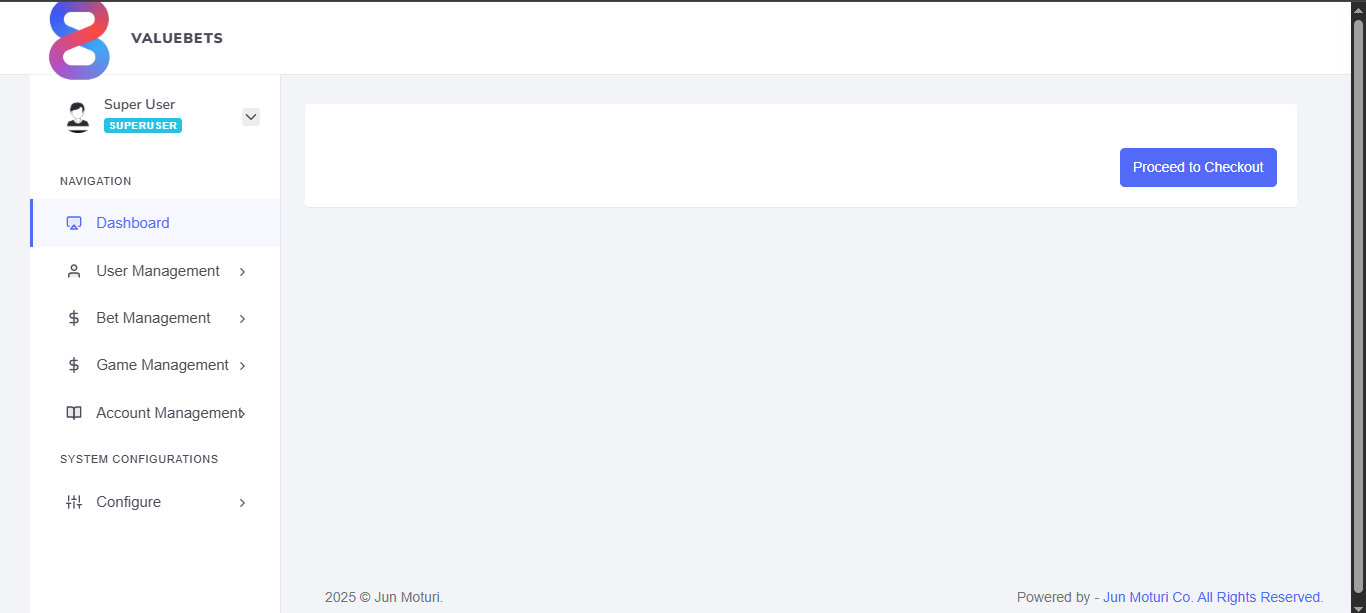 VALUEBETS
Super User
SUPERUSER
NAVIGATION
Dashboard
User Management
Bet Management
Game Management
Account Management
SYSTEM CONFIGURATIONS
Configure
Proceed to Checkout
2025 © Jun Moturi.
Powered by - Jun Moturi Co. All Rights Reserved.